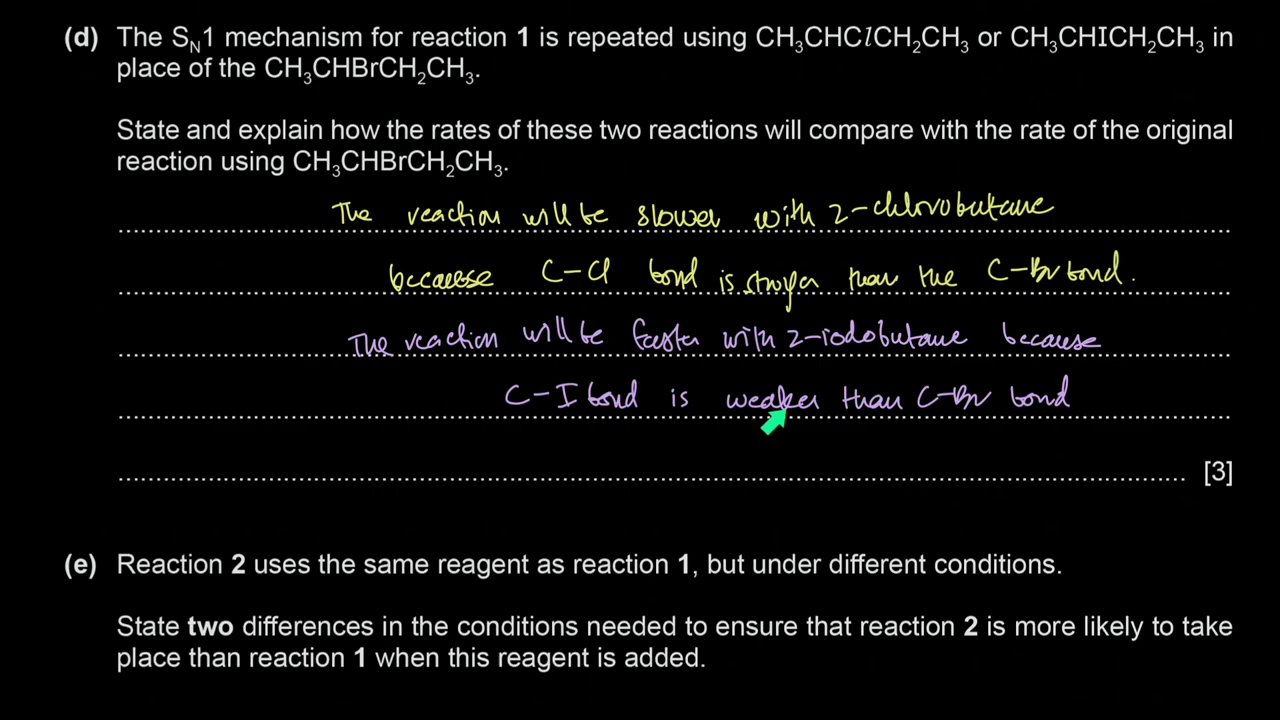 (d) The SN1 mechanism for reaction 1 is repeated using CH3CHClCH2CH3 or CH3CHICH2CH3 in
place of the CH3CHBrCH2CH3.
State and explain how the rates of these two reactions will compare with the rate of the original
reaction using CH3CHBrCH2CH3.
The reaction will be slower with 2-chlorobutane
because C-Cl bond is stronger than the C-Br bond.
The reaction will be faster with 2-iodobutane because
C-I bond is weaker than C-Br bond
[3]
(e) Reaction 2 uses the same reagent as reaction 1, but under different conditions.
State two differences in the conditions needed to ensure that reaction 2 is more likely to take
place than reaction 1 when this reagent is added.